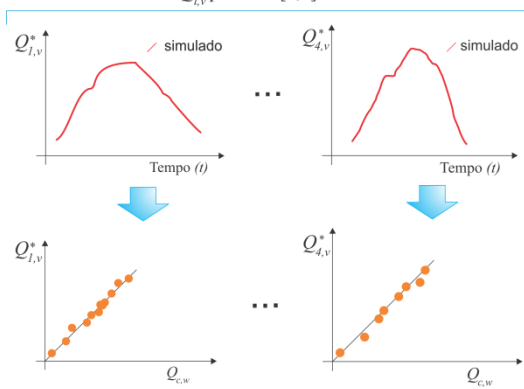 Q*1,v
simulado
Tempo (t)
...
Q*4,v
simulado
Tempo (t)
Q*1,v
Qc,w
...
Q*4,v
Qc,w